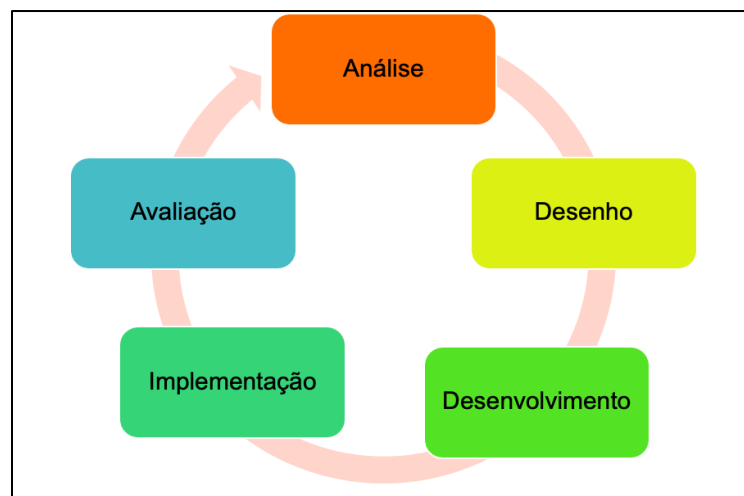 Análise
Desenho
Desenvolvimento
Implementação
Avaliação